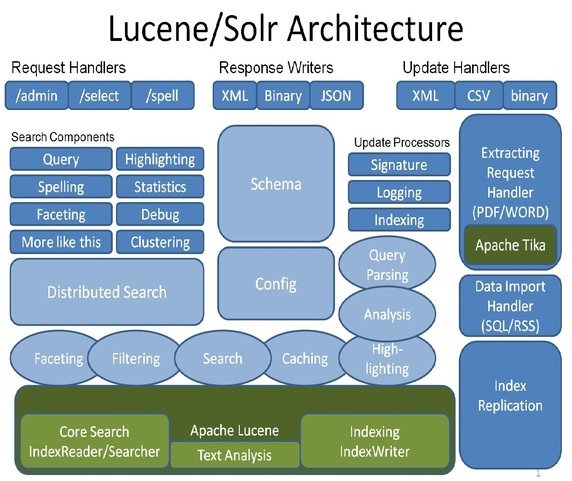 Lucene/Solr Architecture
Request Handlers
Response Writers
Update Handlers
/admin
/select
/spell
XML
Binary
JSON
XML
CSV
binary
Search Components
Query
Highlighting
Spelling
Statistics
Faceting
Debug
More like this
Clustering
Distributed Search
Schema
Config
Update Processors
Signature
Logging
Indexing
Query
Parsing
Analysis
High-
lighting
Extracting
Request
Handler
(PDF/WORD)
Apache Tika
Data Import
Handler
(SQL/RSS)
Index
Replication
Faceting
Filtering
Search
Caching
Core Search
IndexReader/Searcher
Apache Lucene
Text Analysis
Indexing
IndexWriter
1